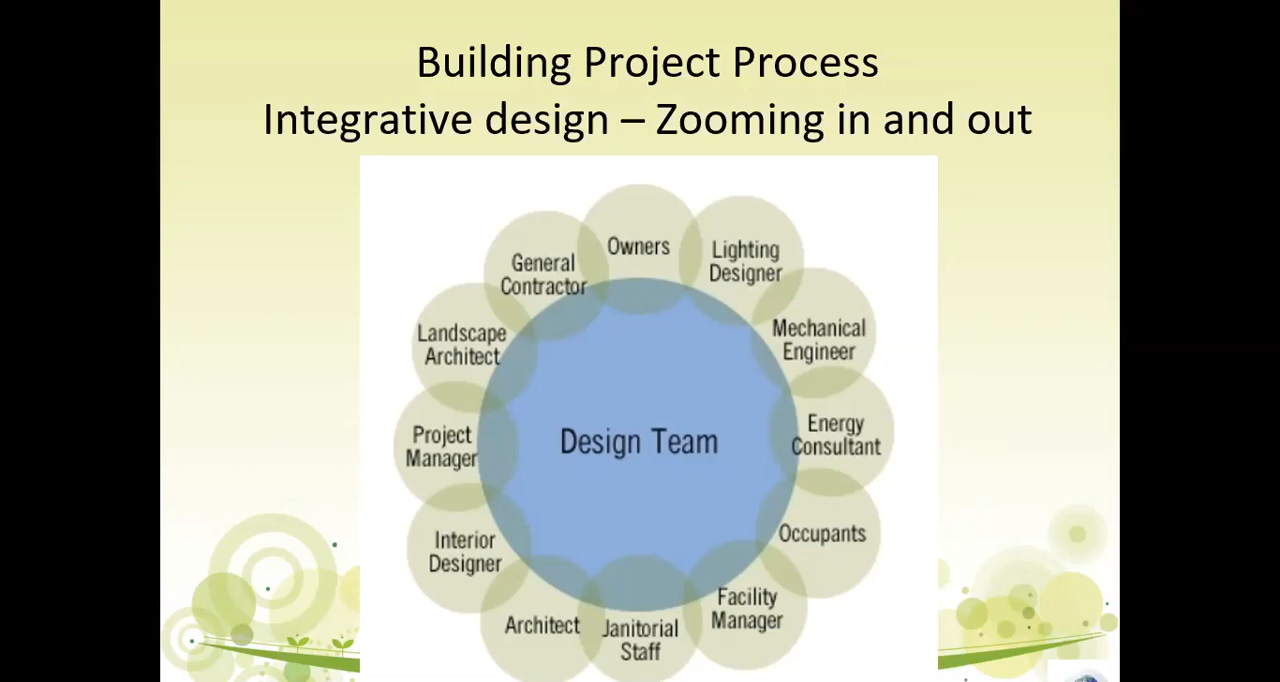 Building Project Process
Integrative design – Zooming in and out
Owners
Lighting
Designer
Mechanical
Engineer
Energy
Consultant
Occupants
Facility
Manager
Janitorial
Staff
Architect
Interior
Designer
Project
Manager
Landscape
Architect
General
Contractor
Design Team